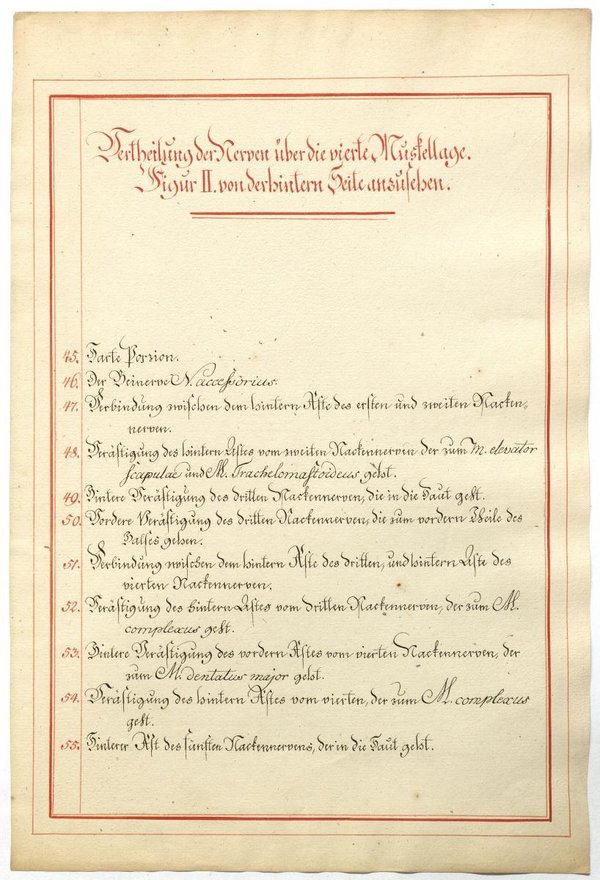 Vertheilung der Nerven über die vierte Muskellage.
Figur II. von der hintern Seite anzusehen.
45. Harte Porzion.
46. Der Beinerve N. accessorius.
47. Verbindung zwischen dem hintern Aste des ersten und zweiten Nacken-
nerven.
48. Verästigung des hintern Astes vom zweiten Nackennerven der zum m. elevator
scapulae und M. Trachelomastoideus gehet.
49. Hintere Verästigung des dritten Nackennerven, die in die Haut geht.
50. Vordere Verästigung des dritten Nackennerven, die zum vordern Theile des
Halses gehen.
51. Verbindung zwischen dem hintern Aste des dritten, und hintern Aste des
vierten Nackennerven.
52. Verästigung des hintern Astes vom dritten Nackennerven, der zum M.
complexus geht.
53. Hintere Verästigung des vordern Astes vom vierten Nackennerven, der
zum M. dentatus major gehet.
54. Verästigung des hintern Astes vom vierten, der zum M. complexus
geht.
55. Hinterer Ast des fünften Nackennervens, der in die Haut gehet.